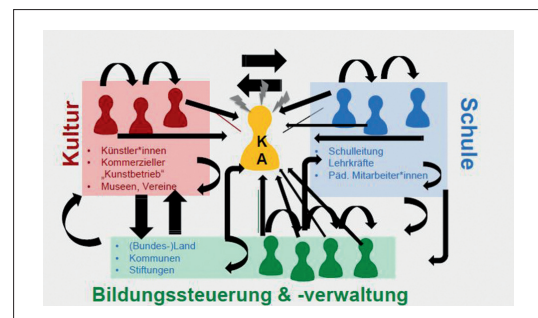 Kultur
K
A
Schule
Künstler*innen
Kommerzieller
„Kunstbetrieb"
Museen, Vereine
Schulleitung
Lehrkräfte
Päd. Mitarbeiter*innen
(Bundes-)Land
Kommunen
Stiftungen
Bildungssteuerung & -verwaltung